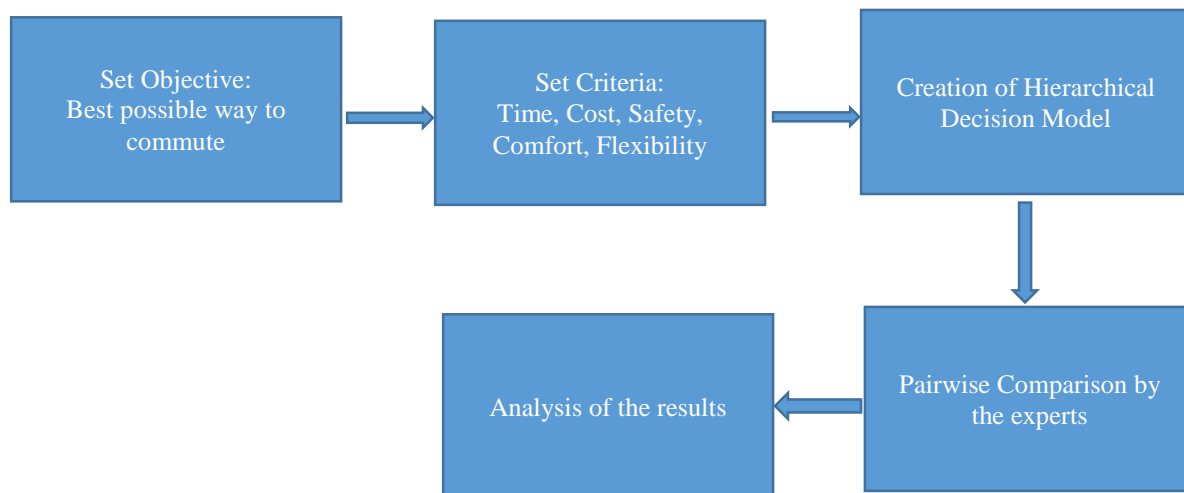 Set Objective:
Best possible way to
commute
Set Criteria:
Time, Cost, Safety,
Comfort, Flexibility
Creation of Hierarchical
Decision Model
Pairwise Comparison by
the experts
Analysis of the results